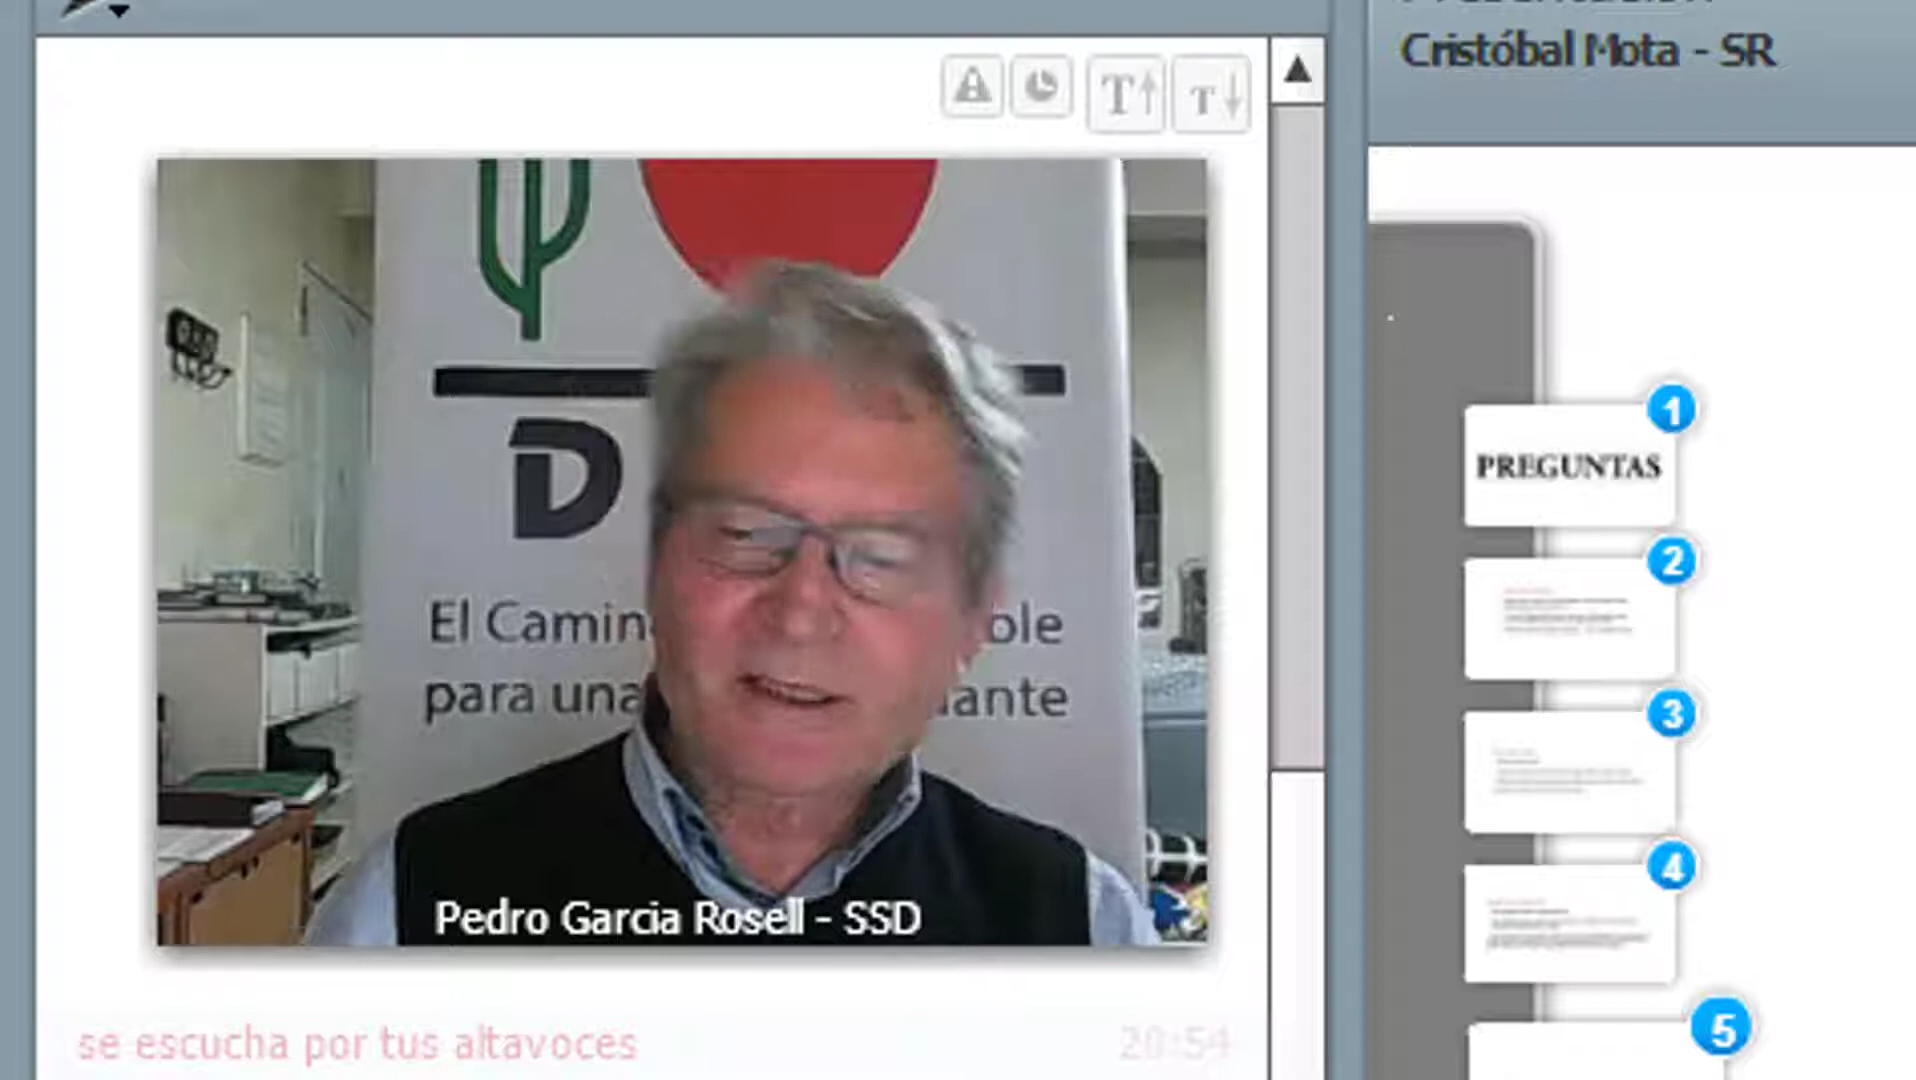 Cristóbal Mota - SR
T T
D
El Camin ole
para una ante
Pedro Garcia Rosell - SSD
se escucha por tus altavoces 20:54
1
PREGUNTAS
2
3
4
5